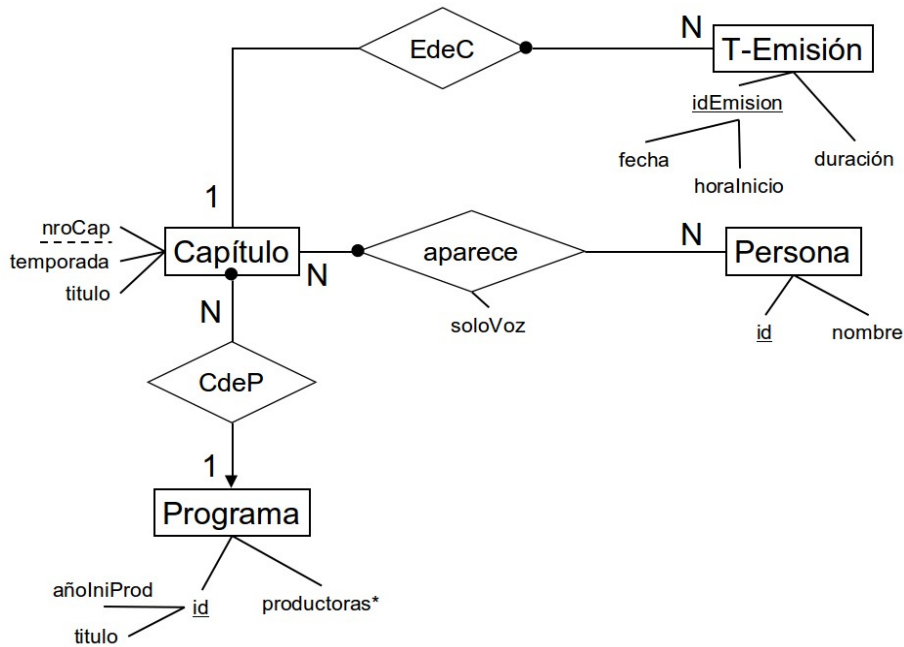 EdeC
N
T-Emisión
idEmision
fecha
duración
horaInicio
1
nroCap
Capítulo
temporada
titulo
N
aparece
N
Persona
soloVoz
id
nombre
N
CdeP
1
Programa
añoIniProd
id
productoras*
titulo